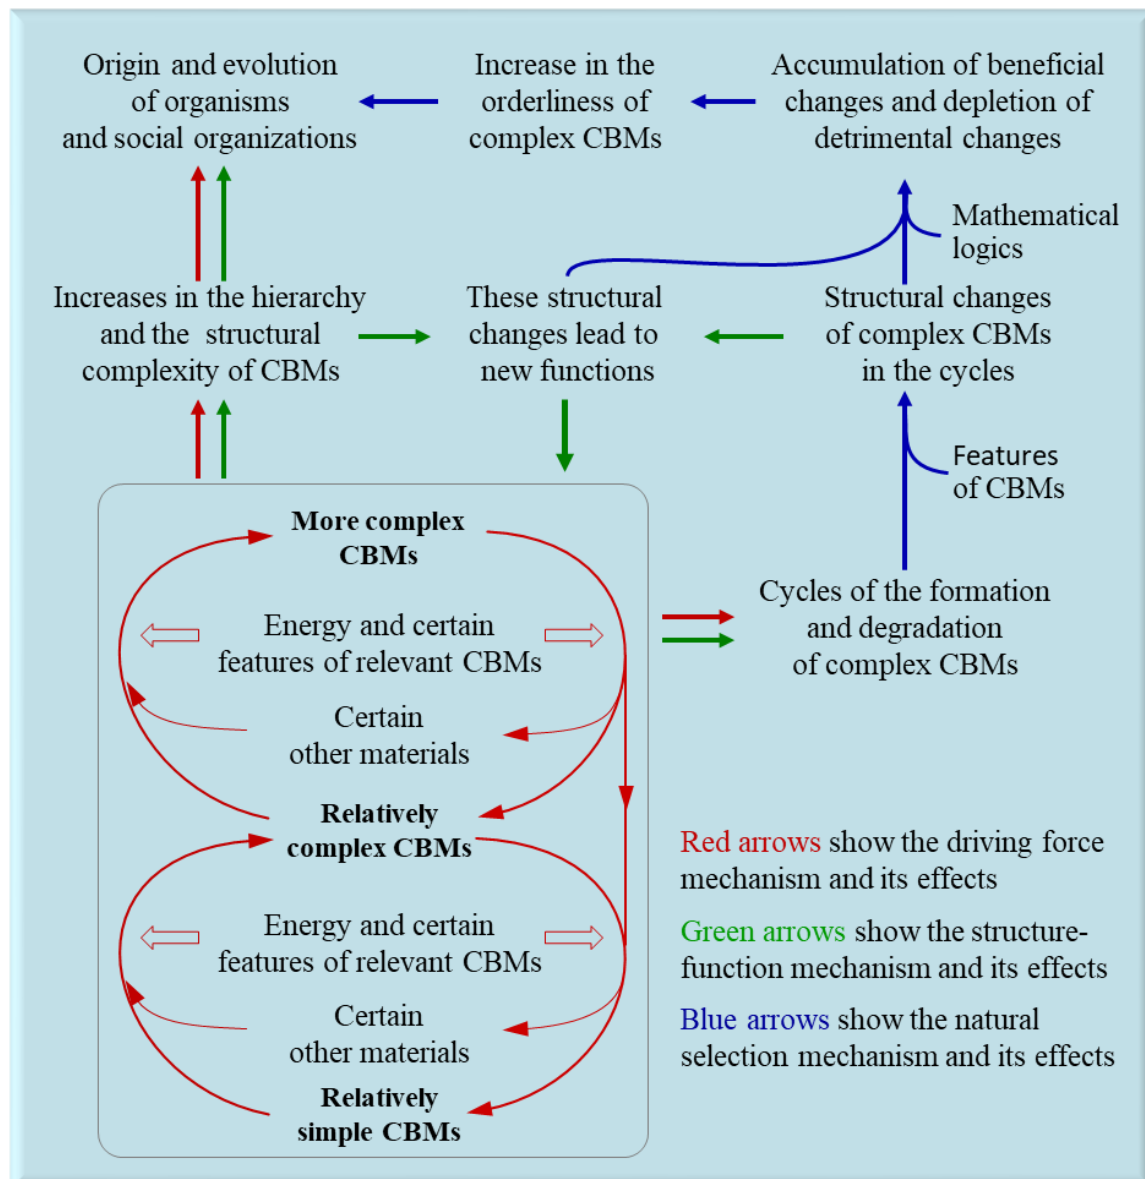 Origin and evolution
of organisms
and social organizations
Increase in the
orderliness of
complex CBMs
Accumulation of beneficial
changes and depletion of
detrimental changes
Mathematical
logics
Increases in the hierarchy
and the structural
complexity of CBMs
These structural
changes lead to
new functions
Structural changes
of complex CBMs
in the cycles
Features
of CBMs
More complex
CBMs
Energy and certain
features of relevant CBMs
Certain
other materials
Cycles of the formation
and degradation
of complex CBMs
Relatively
complex CBMs
Energy and certain
features of relevant CBMs
Certain
other materials
Relatively
simple CBMs
Red arrows show the driving force
mechanism and its effects
Green arrows show the structure-
function mechanism and its effects
Blue arrows show the natural
selection mechanism and its effects